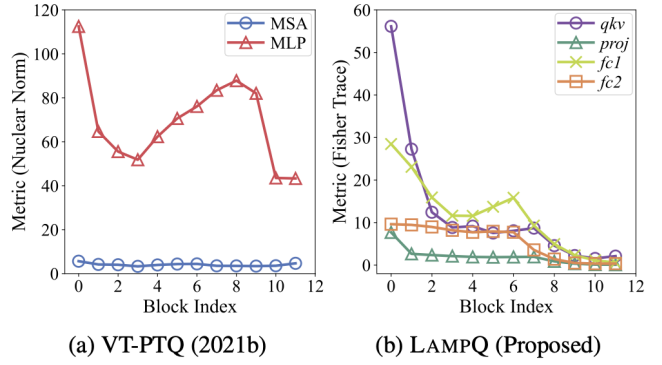 120
100
80
60
40
20
0
Metric (Nuclear Norm)
MSA
MLP
0 2 4 6 8 10 12
Block Index
(a) VT-PTQ (2021b)
60
50
40
30
20
10
0
Metric (Fisher Trace)
qkv
proj
fc1
fc2
0 2 4 6 8 10 12
Block Index
(b) LAMPQ (Proposed)